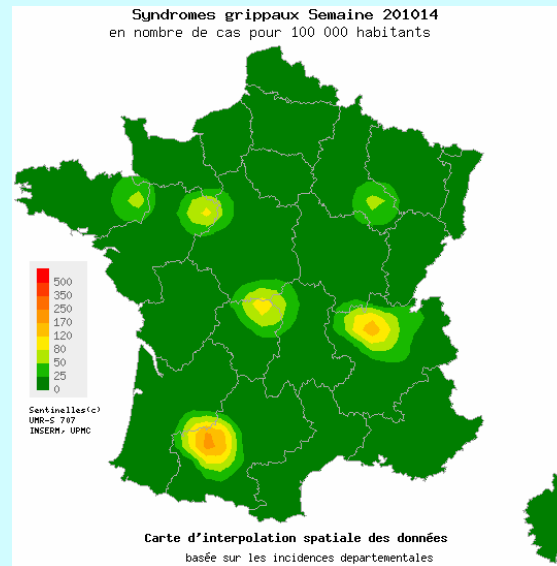 Syndromes grippaux Semaine 201014
en nombre de cas pour 100 000 habitants
500
350
250
170
120
80
50
25
0
Sentinelles(c)
UMR-S 707
INSERM, UPMC
Carte d'interpolation spatiale des données
basée sur les incidences departementales